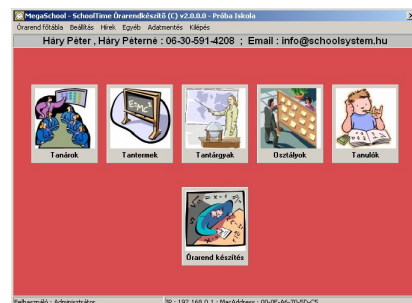 MegaSchool - SchoolTime Órarendkészítő (C) v2.0.0.0 - Próba Iskola
Órarend főtábla Beállítás Hírek Egyéb Adatmentés Kilépés
Háry Péter , Háry Péterné : 06-30-591-4208 ; Email : info@schoolsystem.hu
E=MC²
Tanárok Tantermek Tantárgyak Osztályok Tanulók
Órarend készítés
Felhasználó : Adminisztrátor IP : 192.168.0.1 - MacAddress : 00-0E-A6-70-5D-C5